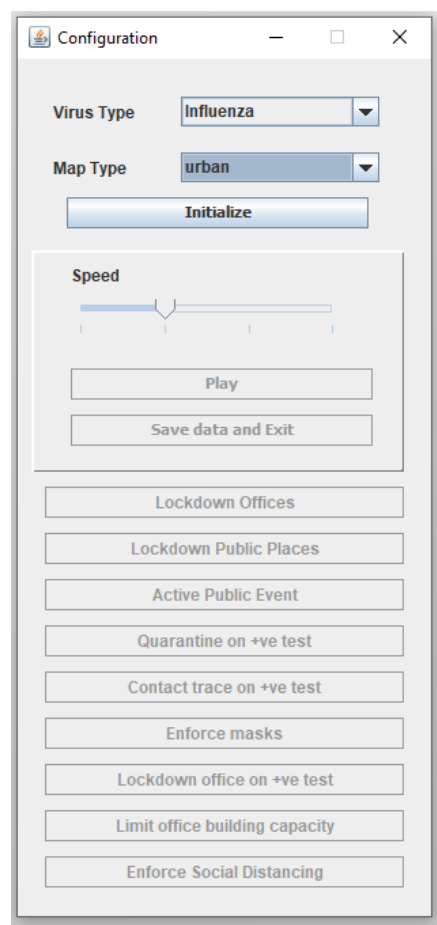 Configuration
Virus Type Influenza
Map Type urban
Initialize
Speed
Play
Save data and Exit
Lockdown Offices
Lockdown Public Places
Active Public Event
Quarantine on +ve test
Contact trace on +ve test
Enforce masks
Lockdown office on +ve test
Limit office building capacity
Enforce Social Distancing